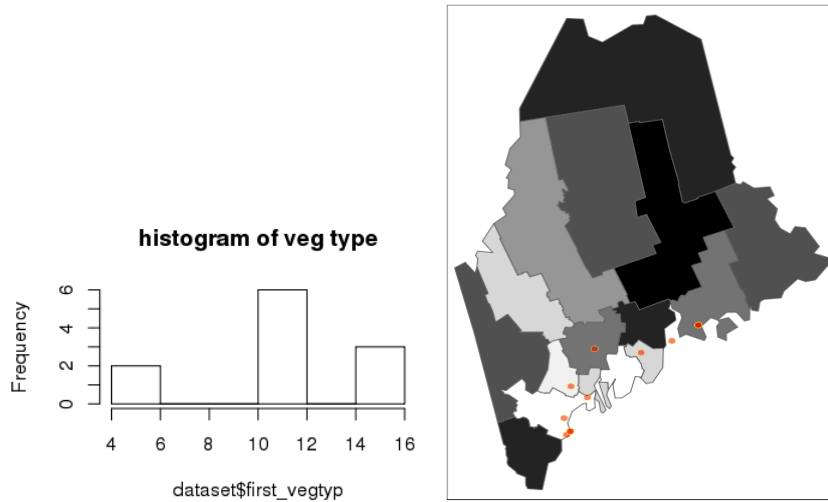 histogram of veg type
Frequency
6
4
2
0
4 6 8 10 12 14 16
dataset$first_vegtyp